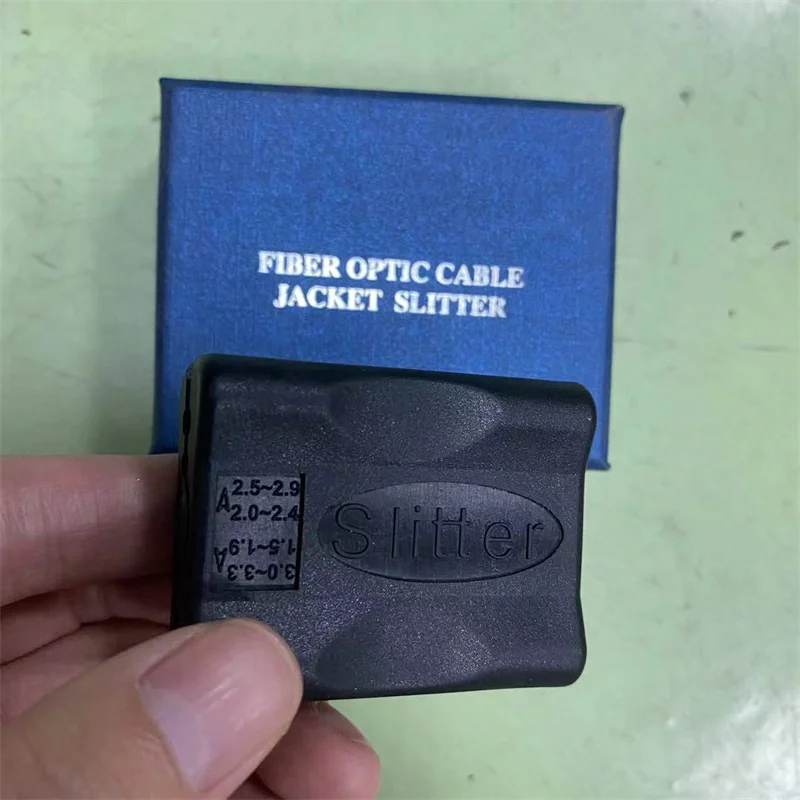 FIBER OPTIC CABLE
JACKET SLITTER
A
2.5~2.9
2.0~2.4
Slitter
A
1.5~1.9
3.0~3.3